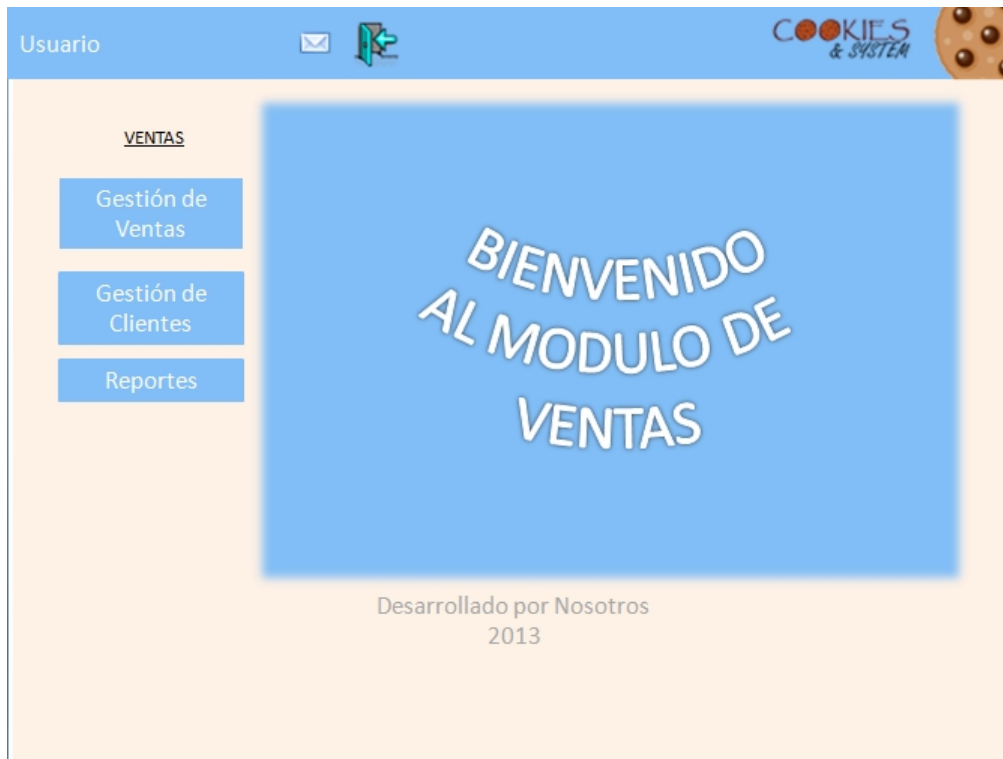 Usuario
COOKIES
& SYSTEM
VENTAS
Gestión de
Ventas
Gestión de
Clientes
Reportes
BIENVENIDO
AL MODULO DE
VENTAS
Desarrollado por Nosotros
2013